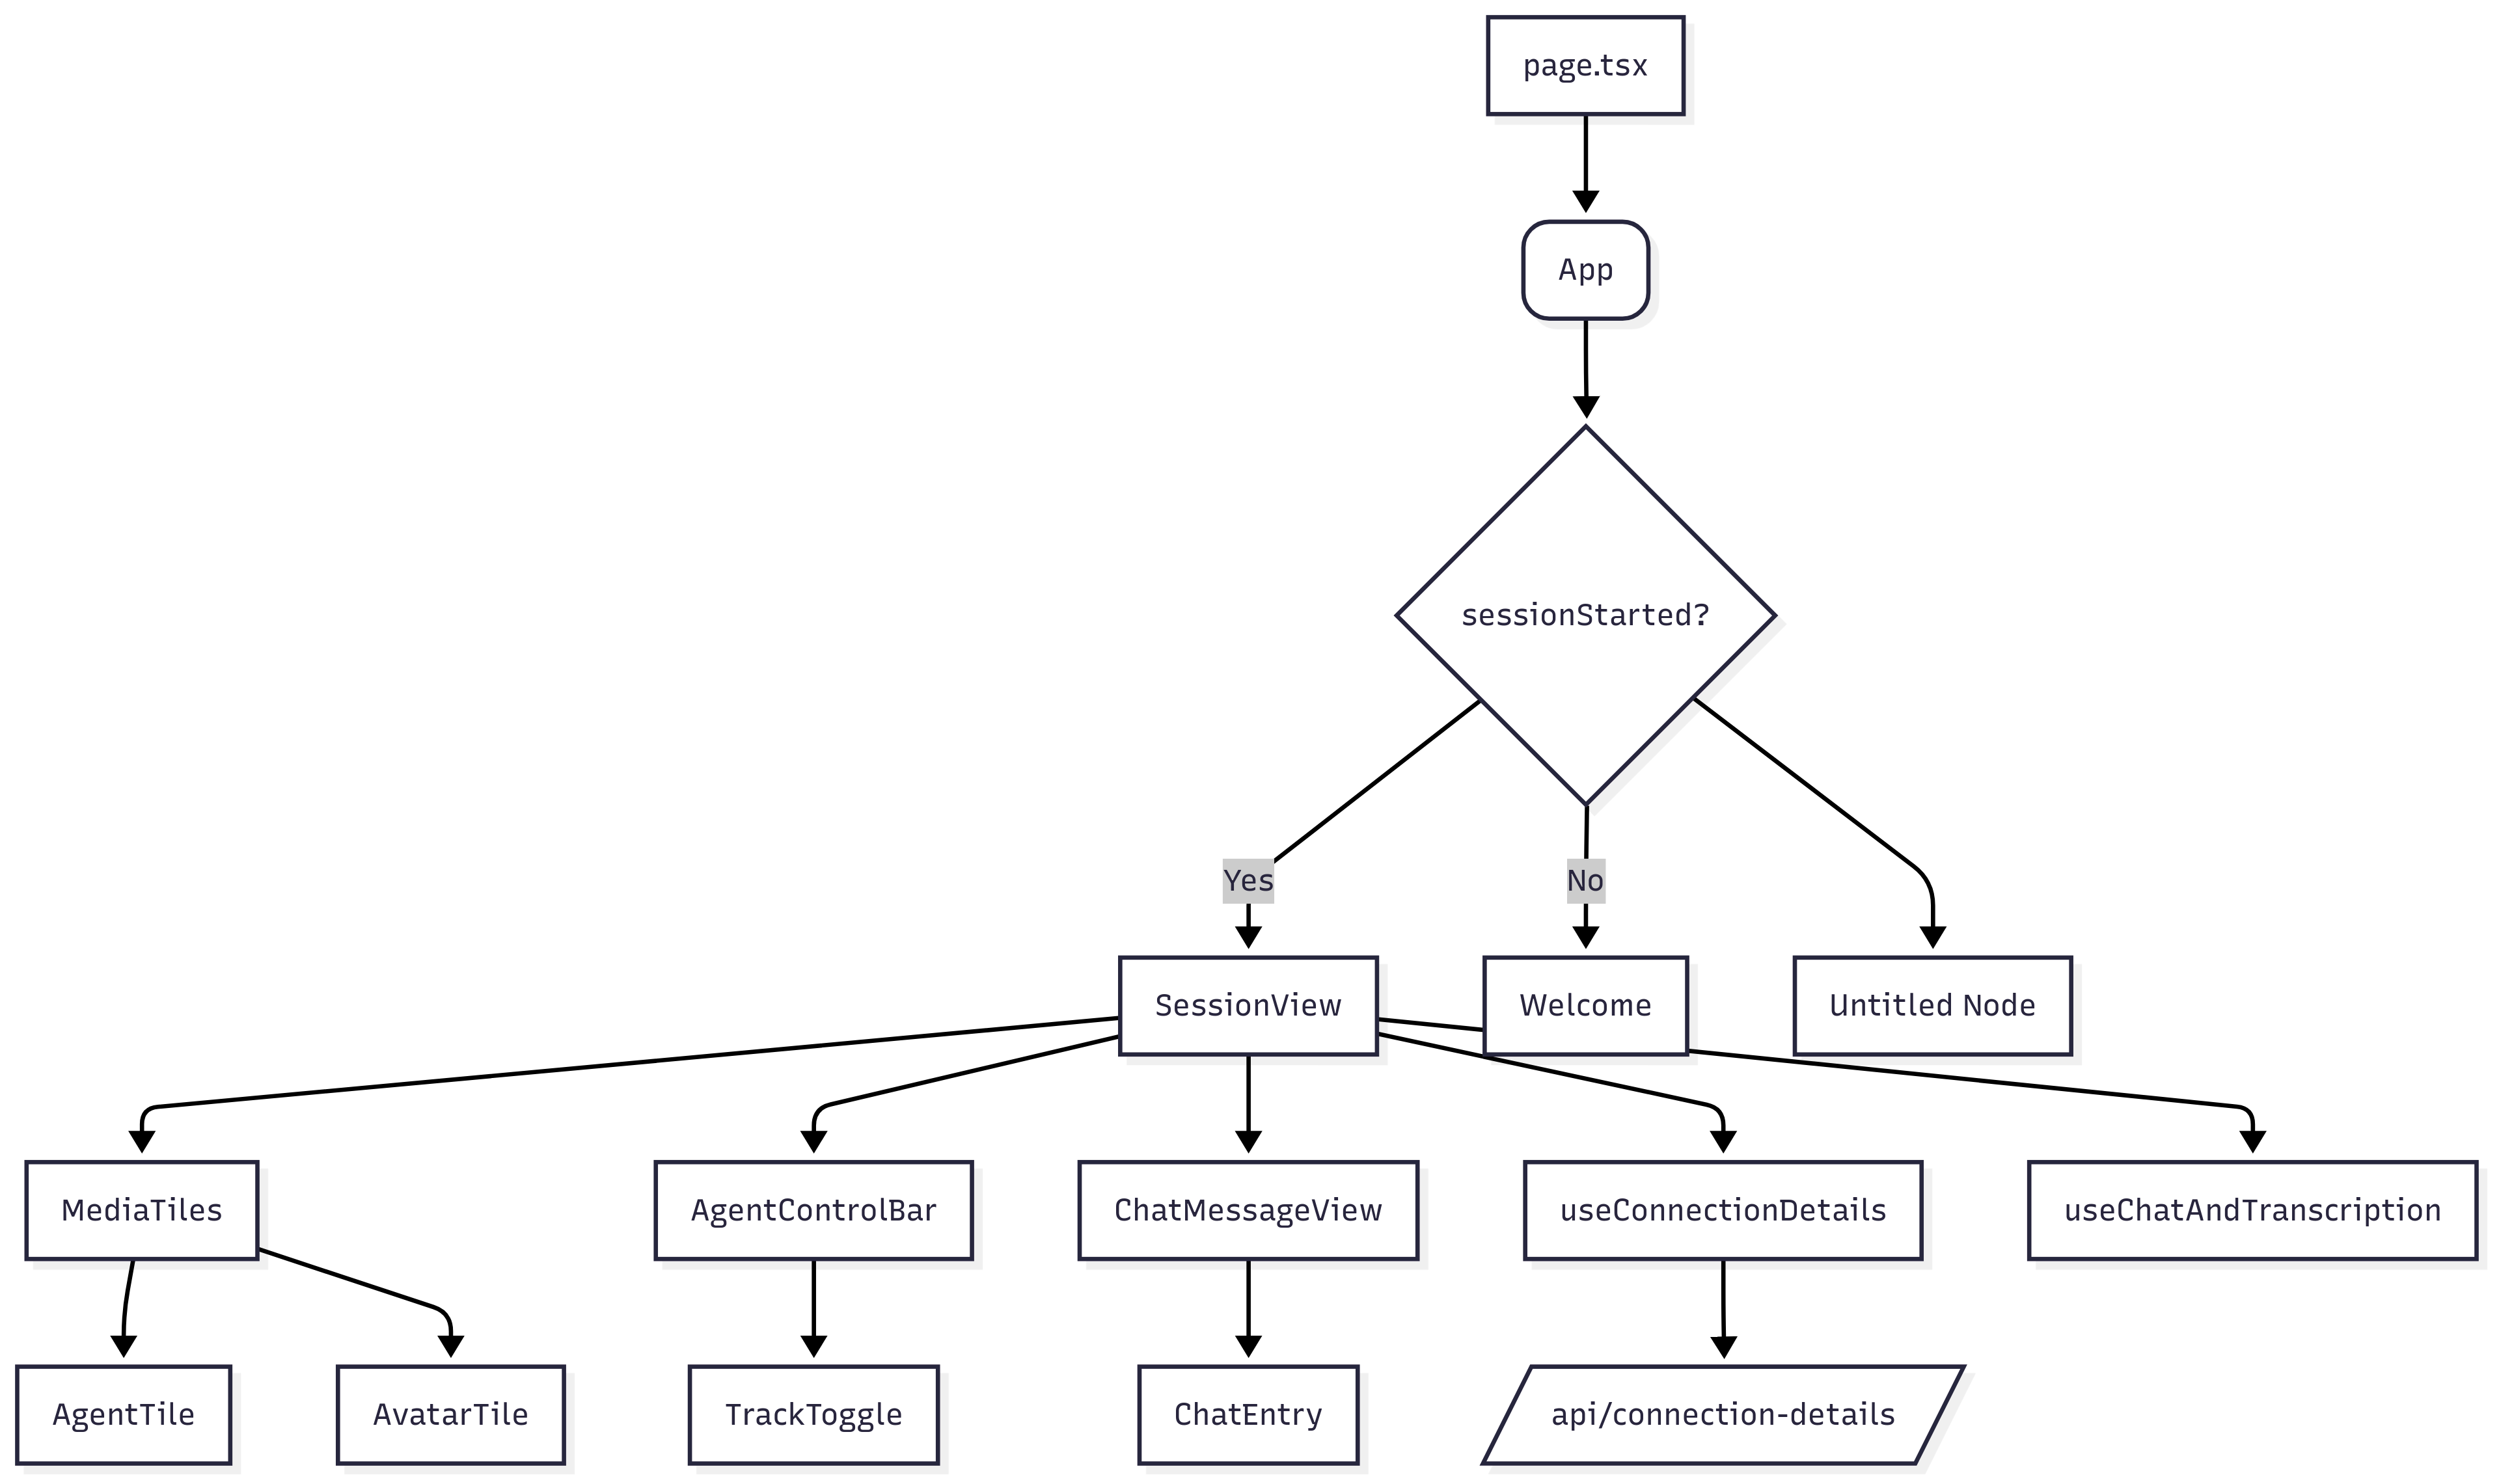 page.tsx
App
sessionStarted?
Yes
No
SessionView
Welcome
Untitled Node
MediaTiles
AgentControlBar
ChatMessageView
useConnectionDetails
useChatAndTranscription
AgentTile
AvatarTile
TrackToggle
ChatEntry
api/connection-details